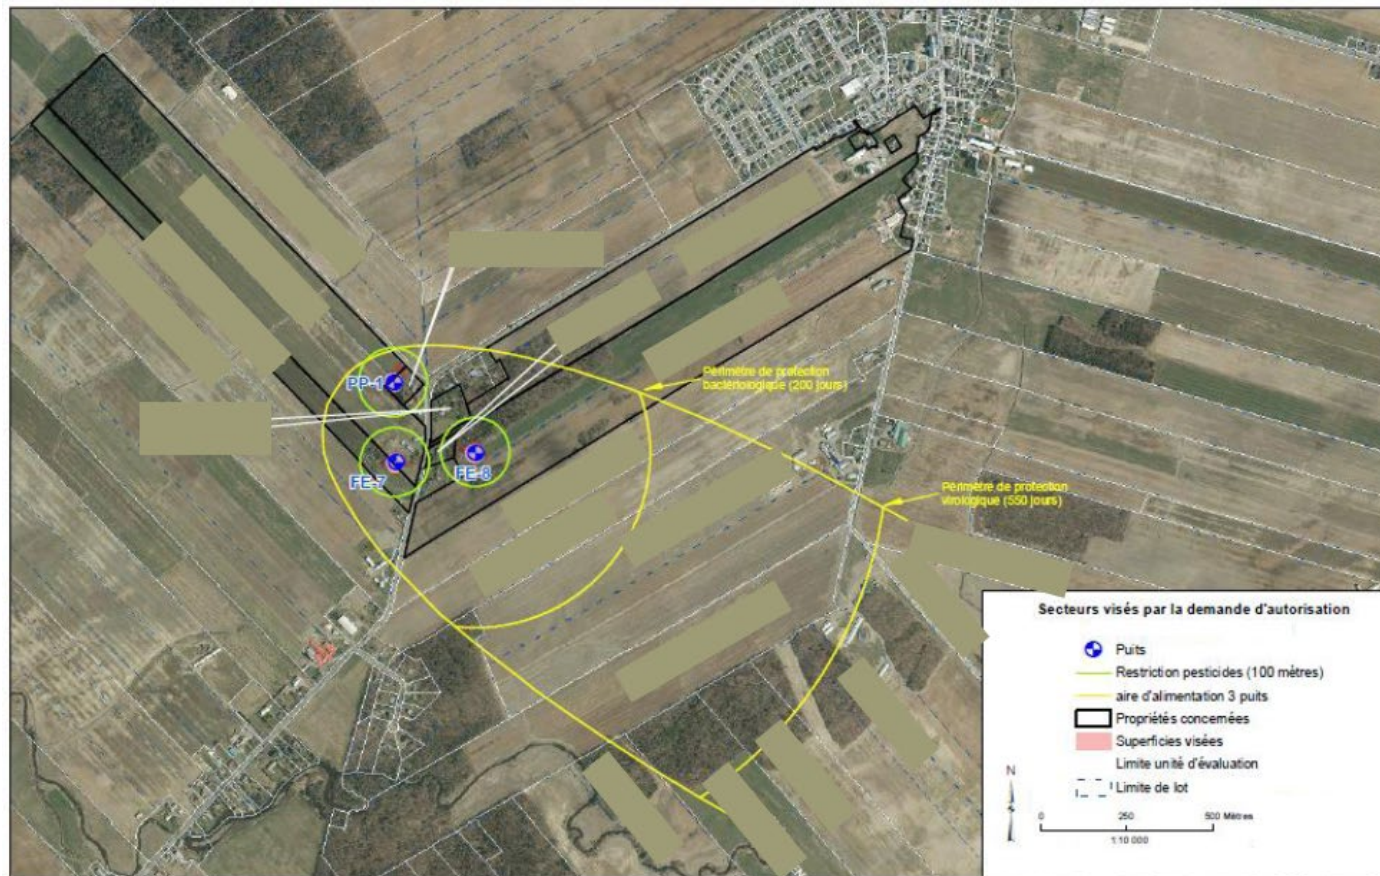 Périmètre de protection
bactériologique (200 jours)
PP-1
FE-7
FE-8
Périmètre de protection
virologique (550 jours)
Secteurs visés par la demande d'autorisation
Puits
Restriction pesticides (100 mètres)
aire d'alimentation 3 puits
Propriétés concernées
Superficies visées
Limite unité d'évaluation
Limite de lot
N
0 250 500 Mètres
1:10 000